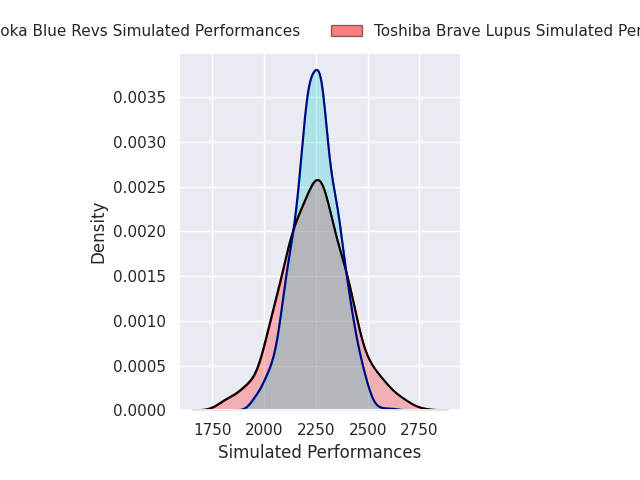 oka Blue Revs Simulated Performances
Toshiba Brave Lupus Simulated Per
0.0035
0.0030
0.0025
0.0020
0.0015
0.0010
0.0005
0.0000
Density
1750 2000 2250 2500 2750
Simulated Performances